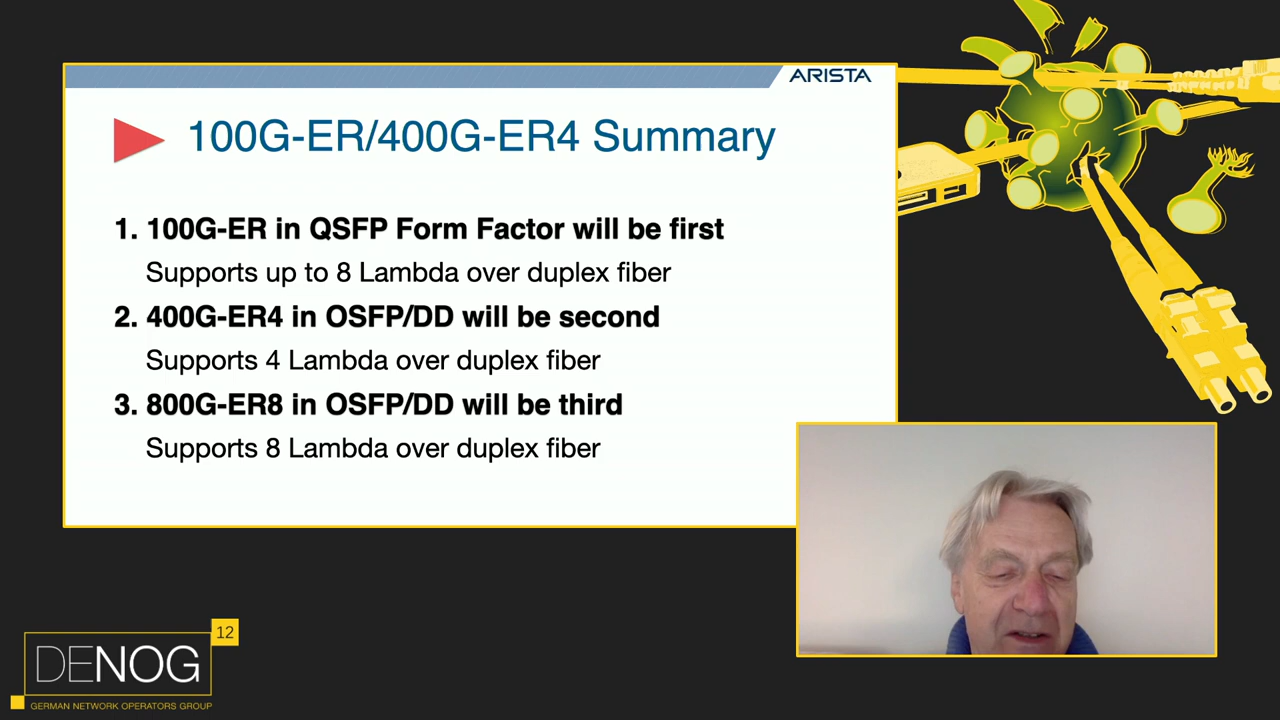 ARISTA
100G-ER/400G-ER4 Summary
1. 100G-ER in QSFP Form Factor will be first
Supports up to 8 Lambda over duplex fiber
2. 400G-ER4 in OSFP/DD will be second
Supports 4 Lambda over duplex fiber
3. 800G-ER8 in OSFP/DD will be third
Supports 8 Lambda over duplex fiber
12
DENOG
GERMAN NETWORK OPERATORS GROUP